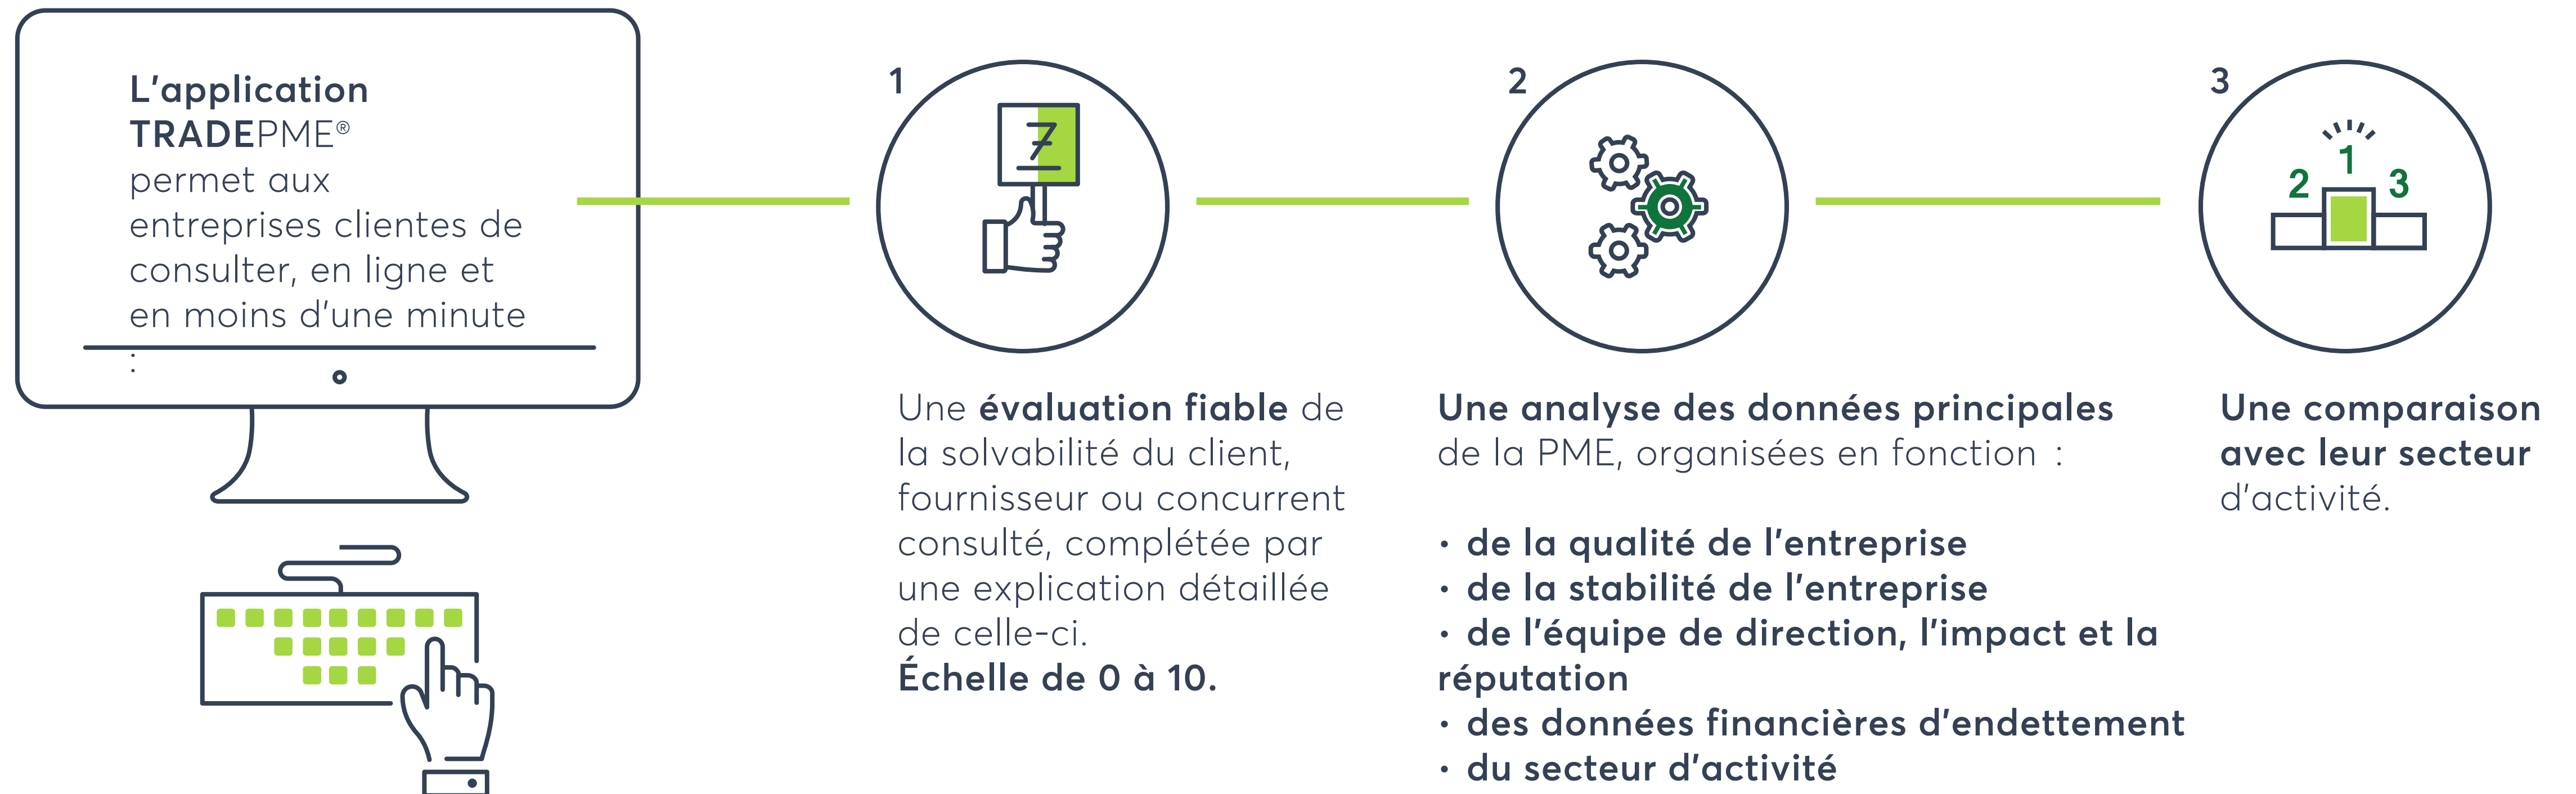 L'application
TRADEPME®
permet aux
entreprises clientes de
consulter, en ligne et
en moins d'une minute
:
1
7
Une évaluation fiable de
la solvabilité du client,
fournisseur ou concurrent
consulté, complétée par
une explication détaillée
de celle-ci.
Échelle de 0 à 10.
2
Une analyse des données principales
de la PME, organisées en fonction :
• de la qualité de l'entreprise
• de la stabilité de l'entreprise
• de l'équipe de direction, l'impact et la
réputation
• des données financières d'endettement
• du secteur d'activité
3
1
2 3
Une comparaison
avec leur secteur
d'activité.